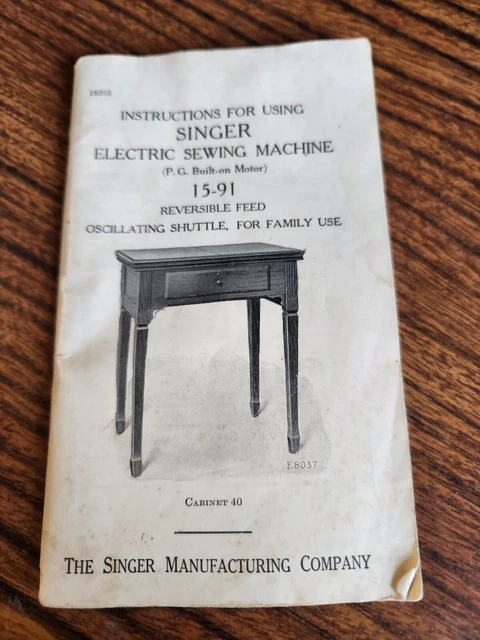 INSTRUCTIONS FOR USING
SINGER
ELECTRIC SEWING MACHINE
(P. G. Built-on Motor)
15-91
REVERSIBLE FEED
OSCILLATING SHUTTLE, FOR FAMILY USE
E8037
CABINET 40
THE SINGER MANUFACTURING COMPANY